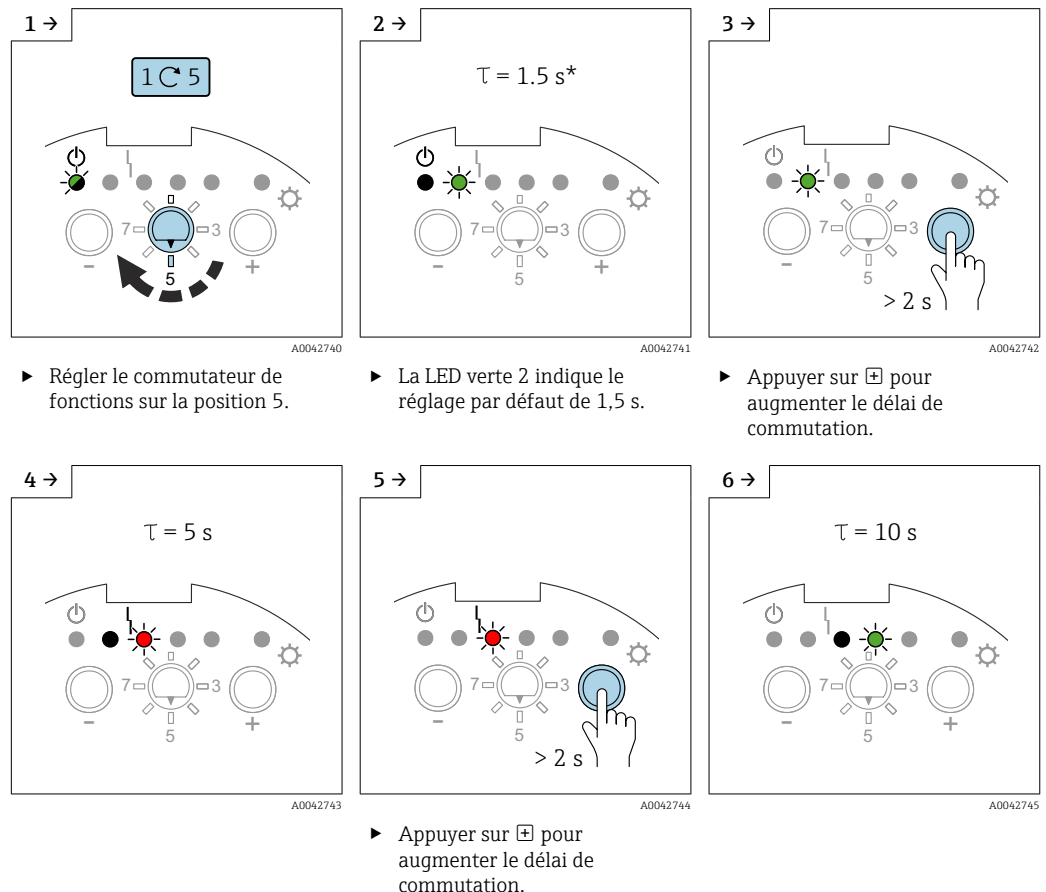 1 →
1 5
7
3
5
-
+
A0042740
► Régler le commutateur de
fonctions sur la position 5.
2 →
τ = 1.5 s*
7
3
5
-
+
A0042741
► La LED verte 2 indique le
réglage par défaut de 1,5 s.
3 →
7
3
5
-
> 2 s
A0042742
► Appuyer sur ⊞ pour
augmenter le délai de
commutation.
4 →
τ = 5 s
7
3
5
-
+
A0042743
5 →
7
3
5
-
> 2 s
A0042744
► Appuyer sur ⊞ pour
augmenter le délai de
commutation.
6 →
τ = 10 s
7
3
5
-
+
A0042745